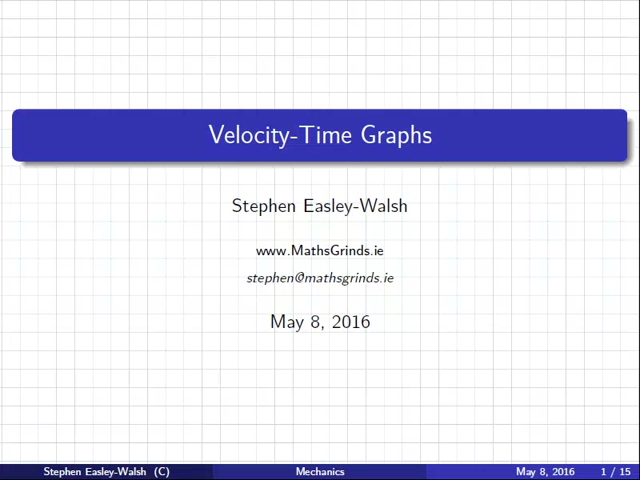 Velocity-Time Graphs
Stephen Easley-Walsh
www.MathsGrinds.ie
stephen@mathsgrinds.ie
May 8, 2016
Stephen Easley-Walsh (C) Mechanics May 8, 2016 1 / 15